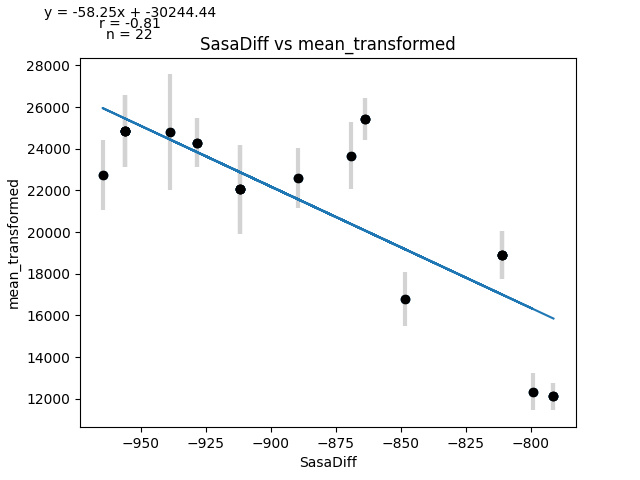 y = -58.25x + -30244.44
r = -0.81
n = 22
SasaDiff vs mean_transformed
28000
26000
24000
22000
20000
18000
16000
14000
12000
mean_transformed
−950 −925 −900 −875 −850 −825 −800
SasaDiff